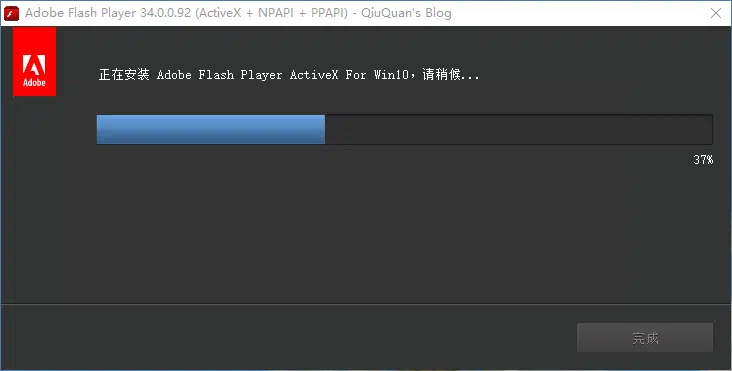 Adobe Flash Player 34.0.0.92 (ActiveX + NPAPI + PPAPI) - QiuQuan's Blog
Adobe
正在安装 Adobe Flash Player ActiveX For Win10，请稍候...
37%
完成